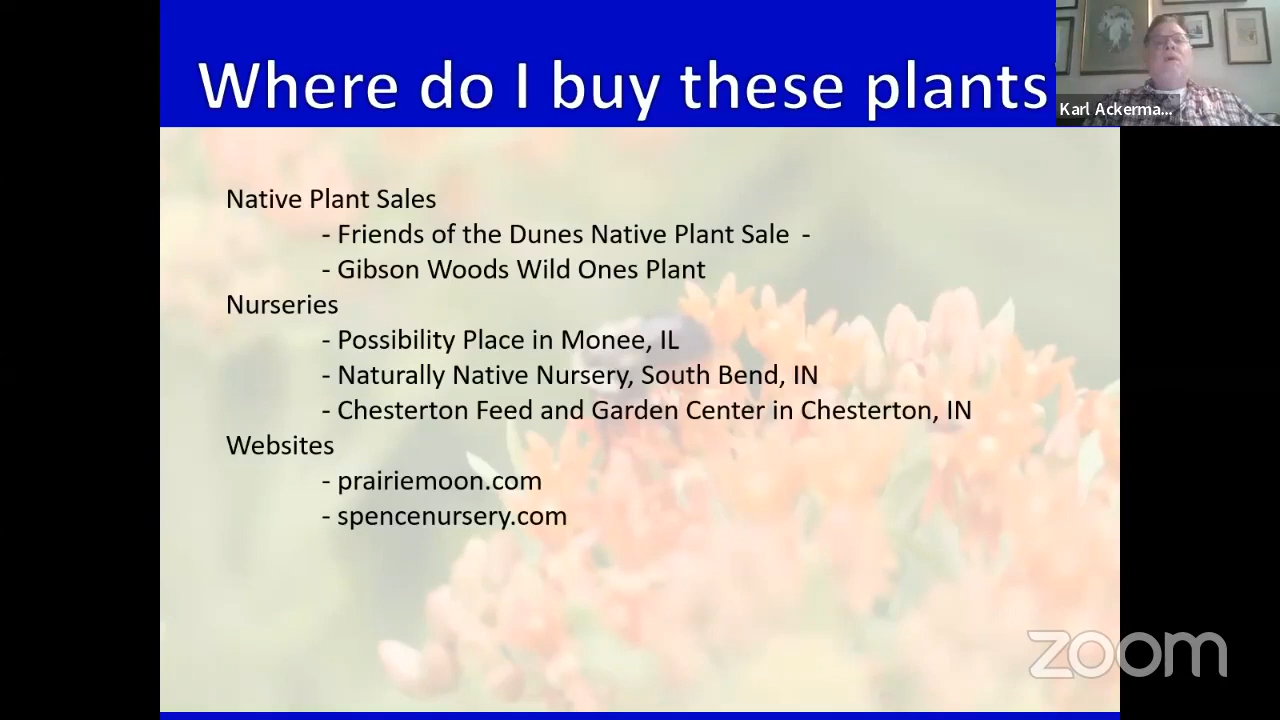 Where do I buy these plants
Karl Ackerma...
Native Plant Sales
- Friends of the Dunes Native Plant Sale -
- Gibson Woods Wild Ones Plant
Nurseries
- Possibility Place in Monee, IL
- Naturally Native Nursery, South Bend, IN
- Chesterton Feed and Garden Center in Chesterton, IN
Websites
- prairiemoon.com
- spencenursery.com
zoom